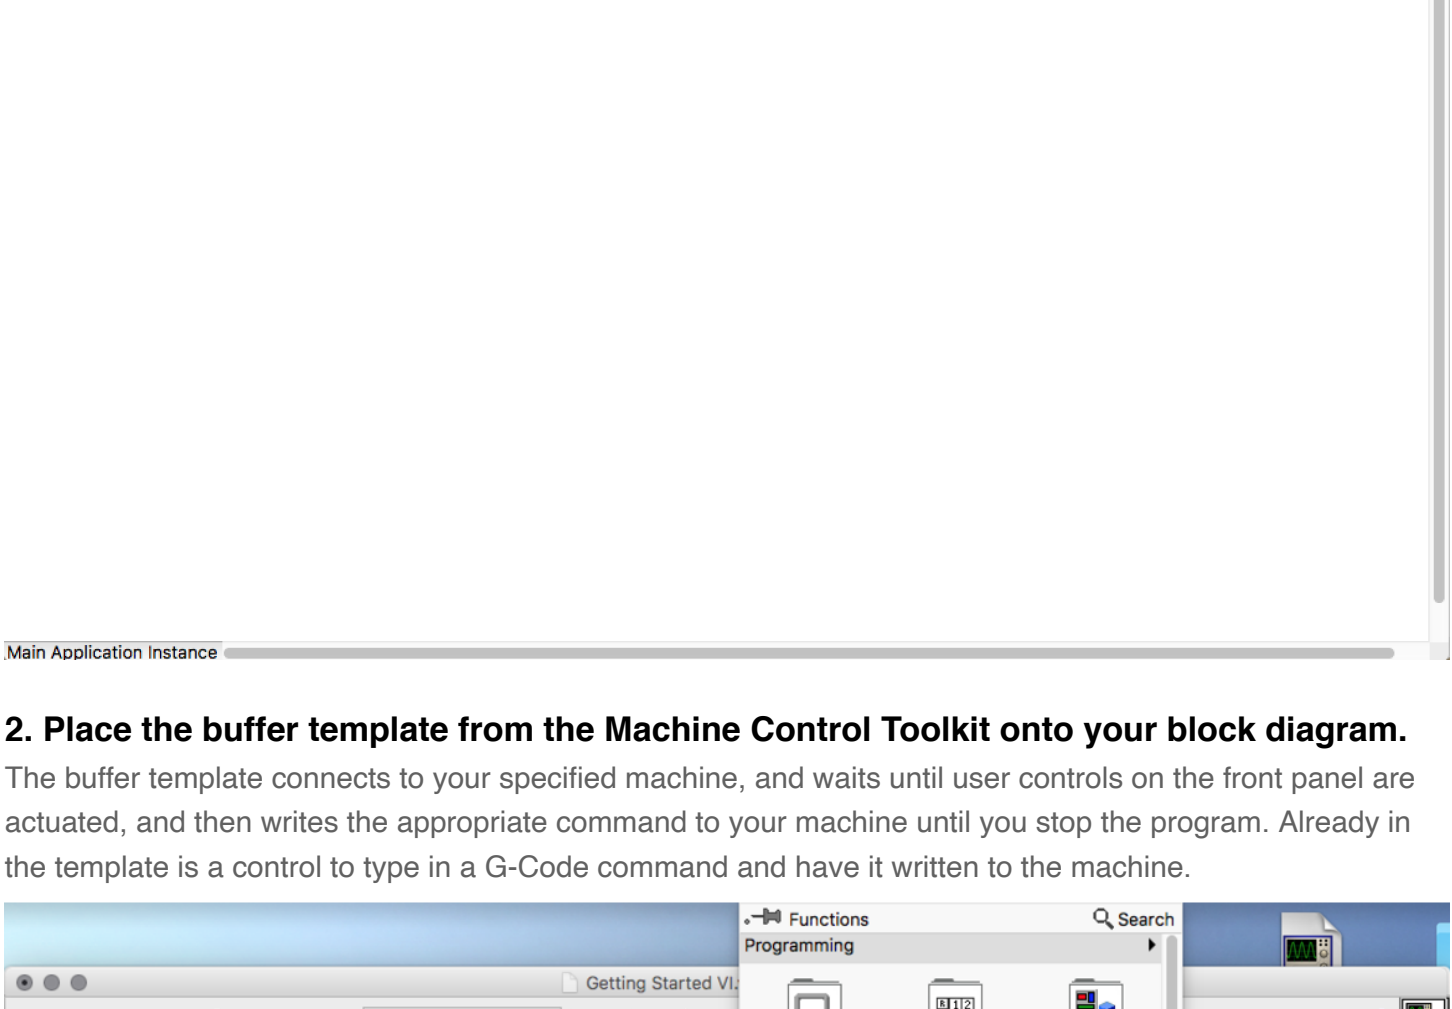 Main Application Instance
2. Place the buffer template from the Machine Control Toolkit onto your block diagram.
The buffer template connects to your specified machine, and waits until user controls on the front panel are
actuated, and then writes the appropriate command to your machine until you stop the program. Already in
the template is a control to type in a G-Code command and have it written to the machine.
Functions
Search
Programming
Getting Started VI.